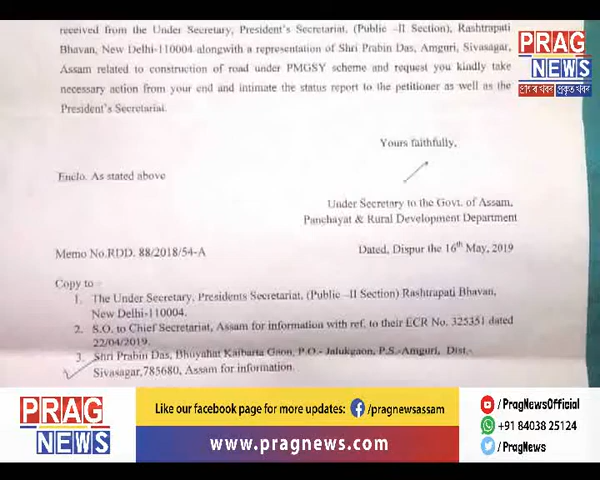 received from the Under Secretary, President's Secretariat, (Public –II Section), Rashtrapati
Bhavan, New Delhi-110004 alongwith a representation of Shri Prabin Das, Amguri, Sivasagar,
Assam related to construction of road under PMGSY scheme and request you kindly take
necessary action from your end and intimate the status report to the petitioner as well as the
President's Secretariat.
Yours faithfully,
Enclo. As stated above
Under Secretary to the Govt. of Assam,
Panchayat & Rural Development Department
Memo No.RDD. 88/2018/54-A
Dated, Dispur the 16th May, 2019
Copy to –
1. The Under Secretary, Presidents Secretariat, (Public –II Section) Rashtrapati Bhavan,
New Delhi-110004.
2. S.O. to Chief Secretariat, Assam for information with ref. to their ECR No. 325351 dated
22/04/2019.
3. Shri Prabin Das, Bhuyahat Kaibarta Gaon, P.O.- Jalukgaon, P.S.-Amguri, Dist.-
Sivasagar,785680, Assam for information.
PRAG
NEWS
প্ৰাণৰ খবৰ প্ৰকৃত খবৰ
PRAG
NEWS
Like our facebook page for more updates: /pragnewsassam
www.pragnews.com
/PragNewsOfficial
+91 84038 25124
/PragNews